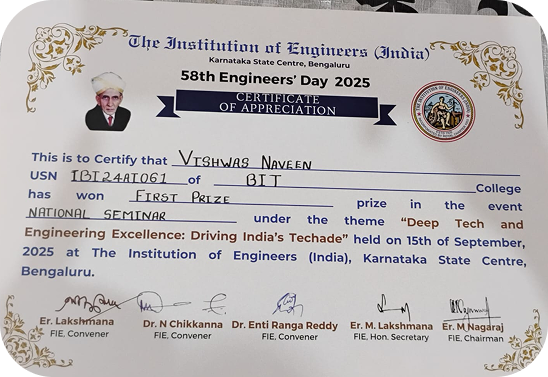 The Institution of Engineers (India)
Karnataka State Centre, Bengaluru
58th Engineers' Day 2025
CERTIFICATE
OF APPRECIATION
This is to Certify that VISHWAS NAVEEN
USN 1BI24AI061 of BIT College
has won FIRST PRIZE prize in the event
NATIONAL SEMINAR under the theme “Deep Tech and
Engineering Excellence: Driving India's Techade” held on 15th of September,
2025 at The Institution of Engineers (India), Karnataka State Centre,
Bengaluru.
Er. Lakshmana Dr. N Chikkanna Dr. Enti Ranga Reddy Er. M. Lakshmana Er. M Nagaraj
FIE, Convener FIE, Convener FIE, Convener FIE, Hon. Secretary FIE, Chairman